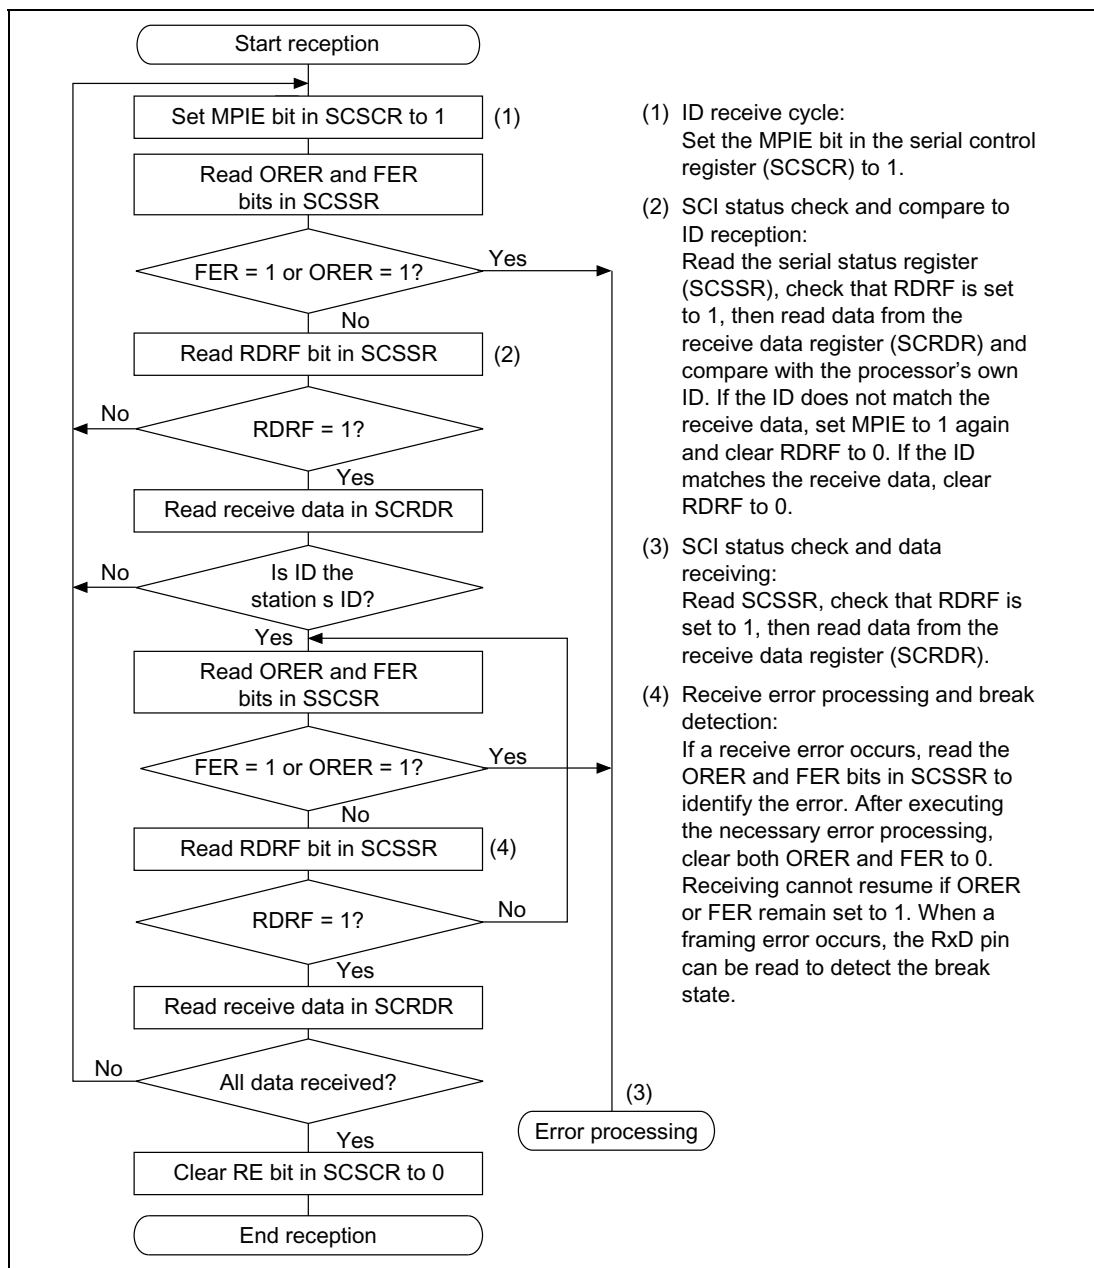 Start reception
Set MPIE bit in SCSCR to 1 (1)
Read ORER and FER
bits in SCSSR
FER = 1 or ORER = 1?
Yes
No
Read RDRF bit in SCSSR (2)
No
RDRF = 1?
Yes
Read receive data in SCRDR
No
Is ID the
station s ID?
Yes
Read ORER and FER
bits in SSCSR
FER = 1 or ORER = 1?
Yes
No
Read RDRF bit in SCSSR (4)
RDRF = 1?
No
Yes
Read receive data in SCRDR
No
All data received?
(3)
Error processing
Yes
Clear RE bit in SCSCR to 0
End reception
(1) ID receive cycle:
Set the MPIE bit in the serial control
register (SCSCR) to 1.
(2) SCI status check and compare to
ID reception:
Read the serial status register
(SCSSR), check that RDRF is set
to 1, then read data from the
receive data register (SCRDR) and
compare with the processor's own
ID. If the ID does not match the
receive data, set MPIE to 1 again
and clear RDRF to 0. If the ID
matches the receive data, clear
RDRF to 0.
(3) SCI status check and data
receiving:
Read SCSSR, check that RDRF is
set to 1, then read data from the
receive data register (SCRDR).
(4) Receive error processing and break
detection:
If a receive error occurs, read the
ORER and FER bits in SCSSR to
identify the error. After executing
the necessary error processing,
clear both ORER and FER to 0.
Receiving cannot resume if ORER
or FER remain set to 1. When a
framing error occurs, the RxD pin
can be read to detect the break
state.